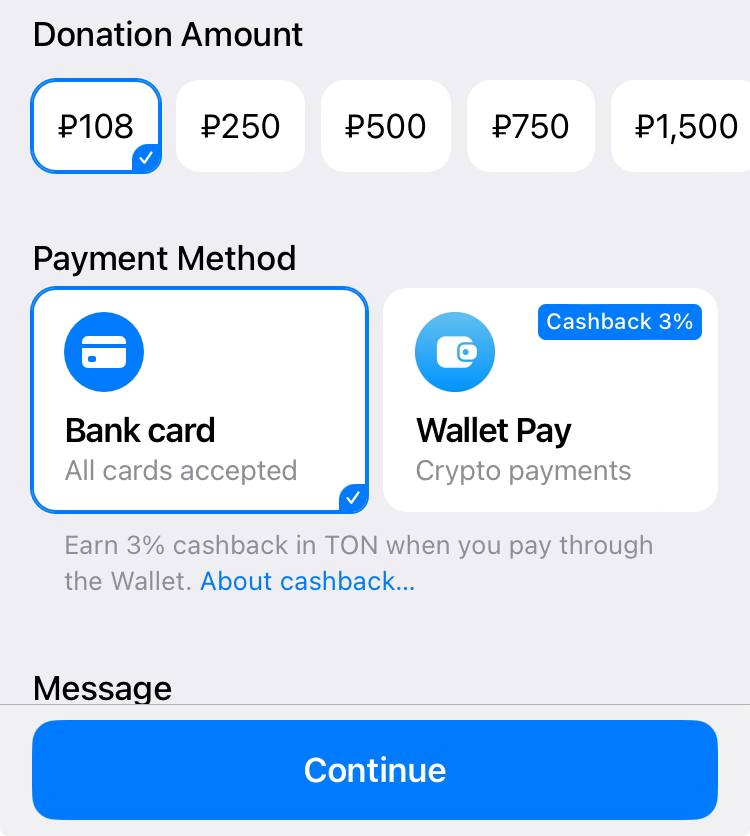 Donation Amount
₽108
₽250
₽500
₽750
₽1,500
Payment Method
Cashback 3%
Bank card
All cards accepted
Wallet Pay
Crypto payments
Earn 3% cashback in TON when you pay through
the Wallet. About cashback...
Message
Continue